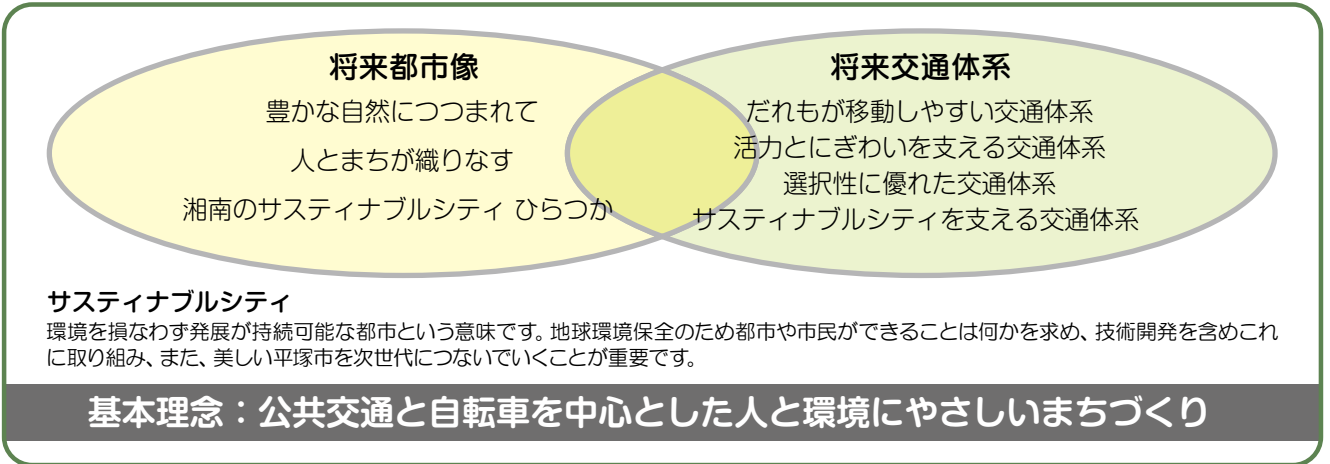 将来都市像
豊かな自然につつまれて
人とまちが織りなす
湘南のサスティナブルシティ ひらつか
将来交通体系
だれもが移動しやすい交通体系
活力とにぎわいを支える交通体系
選択性に優れた交通体系
サスティナブルシティを支える交通体系
サスティナブルシティ
環境を損なわず発展が持続可能な都市という意味です。地球環境保全のため都市や市民ができることは何かを求め、技術開発を含めこれ
に取り組み、また、美しい平塚市を次世代につないでいくことが重要です。
基本理念：公共交通と自転車を中心とした人と環境にやさしいまちづくり